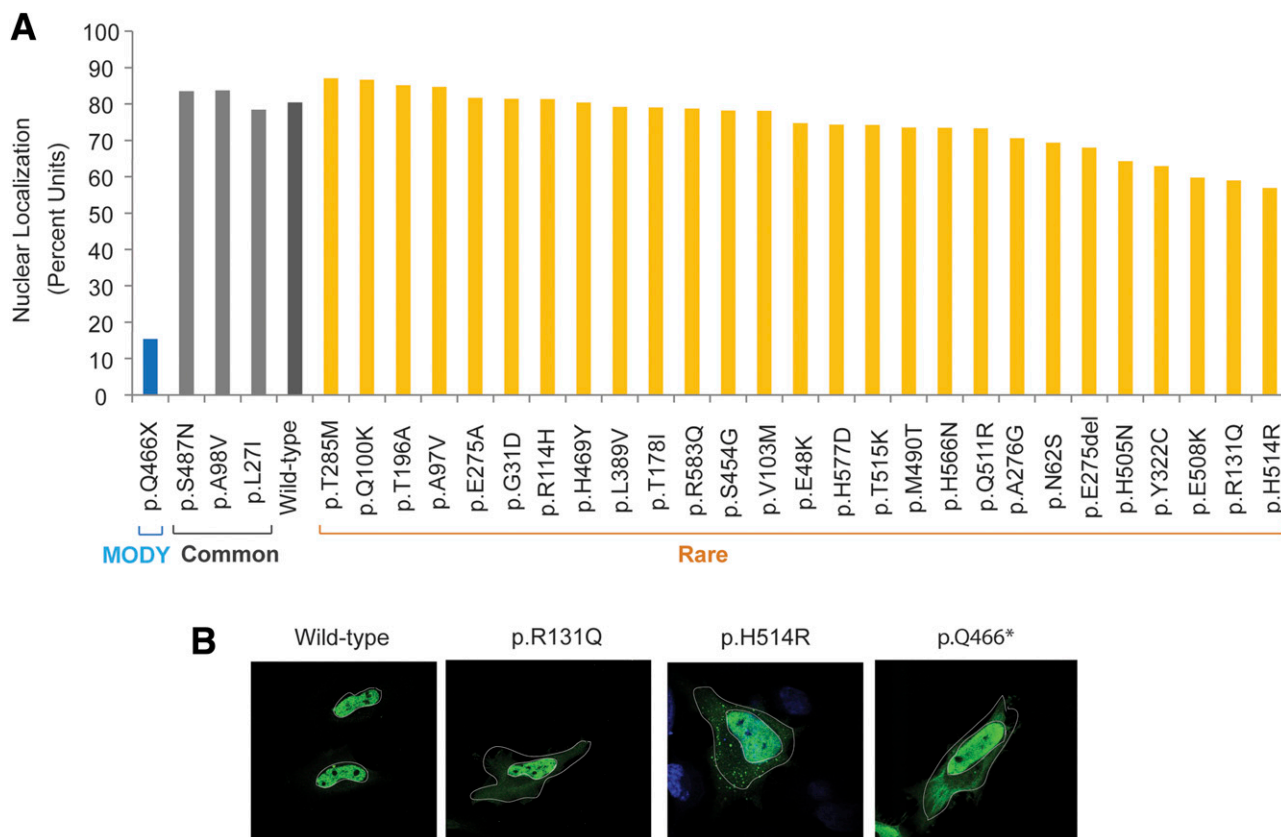 A
Nuclear Localization
(Percent Units)
100
90
80
70
60
50
40
30
20
10
0
p.Q466X
p.S487N
p.A98V
p.L27I
Wild-type
p.T285M
p.Q100K
p.T196A
p.A97V
p.E275A
p.G31D
p.R114H
p.H469Y
p.L389V
p.T178I
p.R583Q
p.S454G
p.V103M
p.E48K
p.H577D
p.T515K
p.M490T
p.H566N
p.Q511R
p.A276G
p.N62S
p.E275del
p.H505N
p.Y322C
p.E508K
p.R131Q
p.H514R
MODY Common Rare
B
Wild-type p.R131Q p.H514R p.Q466*